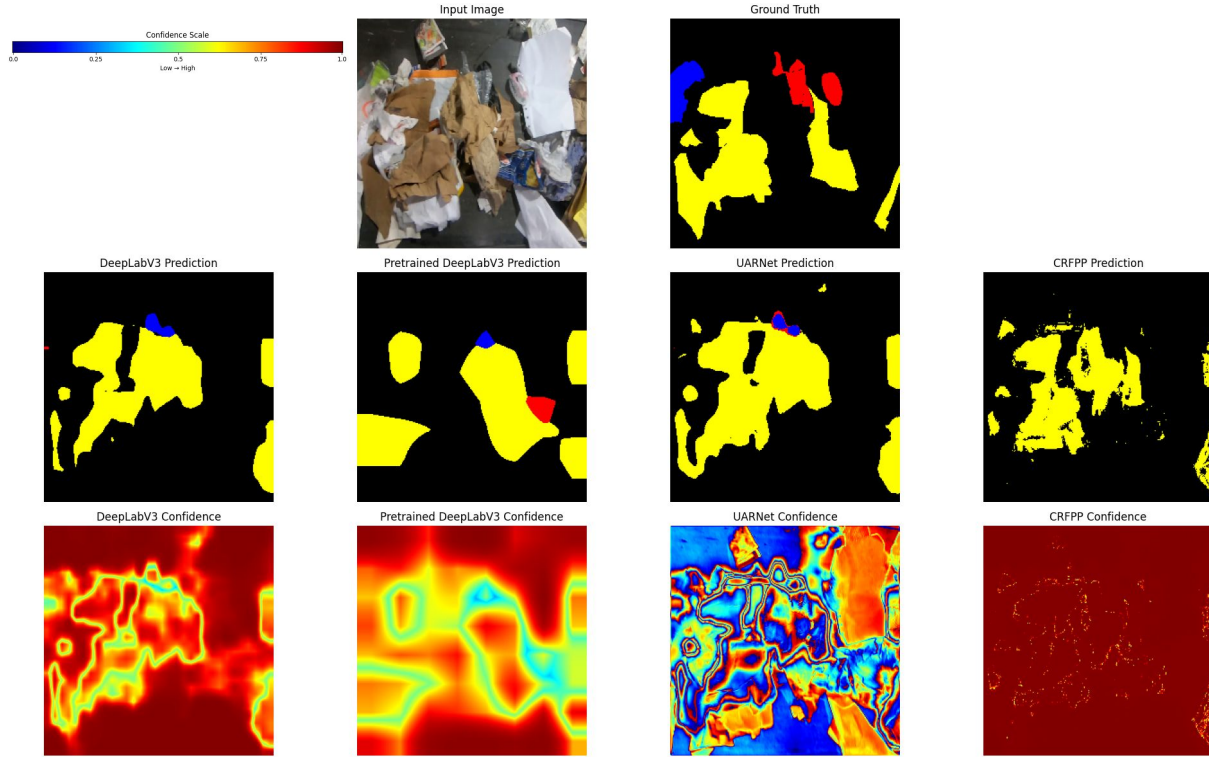 Input Image
Ground Truth
Confidence Scale
0.0 0.25 0.50 0.75 1.0
Low → High
DeepLabV3 Prediction
Pretrained DeepLabV3 Prediction
UARNet Prediction
CRFPP Prediction
DeepLabV3 Confidence
Pretrained DeepLabV3 Confidence
UARNet Confidence
CRFPP Confidence